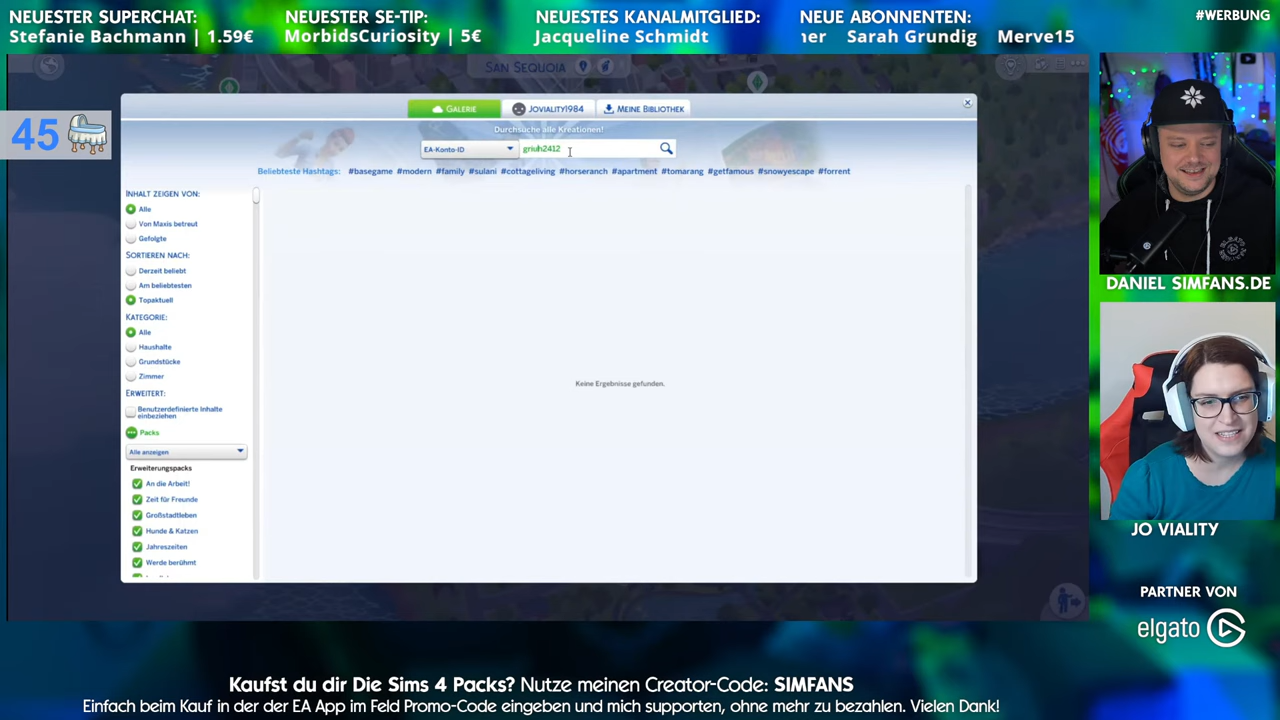 NEUESTER SUPERCHAT:
Stefanie Bachmann | 1.59€
NEUESTER SE-TIP:
MorbidsCuriosity | 5€
NEUESTES KANALMITGLIED:
Jacqueline Schmidt
NEUE ABONNENTEN:
ner Sarah Grundig Merve15
#WERBUNG
SAN SEQUOIA
45
GALERIE
JOVIALITY1984
MEINE BIBLIOTHEK
Durchsuche alle Kreationen!
EA-Konto-ID
griuh2412
Beliebteste Hashtags: #basegame #modern #family #sulani #cottageliving #horseranch #apartment #tomarang #getfamous #snowyescape #forrent
INHALT ZEIGEN VON:
Alle
Von Maxis betreut
Gefolgte
SORTIEREN NACH:
Derzeit beliebt
Am beliebtesten
Topaktuell
KATEGORIE:
Alle
Haushalte
Grundstücke
Zimmer
ERWEITERT:
Benutzerdefinierte Inhalte
einbeziehen
Packs
Alle anzeigen
Erweiterungspacks
An die Arbeit!
Zeit für Freunde
Großstadtleben
Hunde & Katzen
Jahreszeiten
Werde berühmt
Keine Ergebnisse gefunden.
DANIEL SIMFANS.DE
JO VIALITY
PARTNER VON
elgato
Kaufst du dir Die Sims 4 Packs? Nutze meinen Creator-Code: SIMFANS
Einfach beim Kauf in der der EA App im Feld Promo-Code eingeben und mich supporten, ohne mehr zu bezahlen. Vielen Dank!